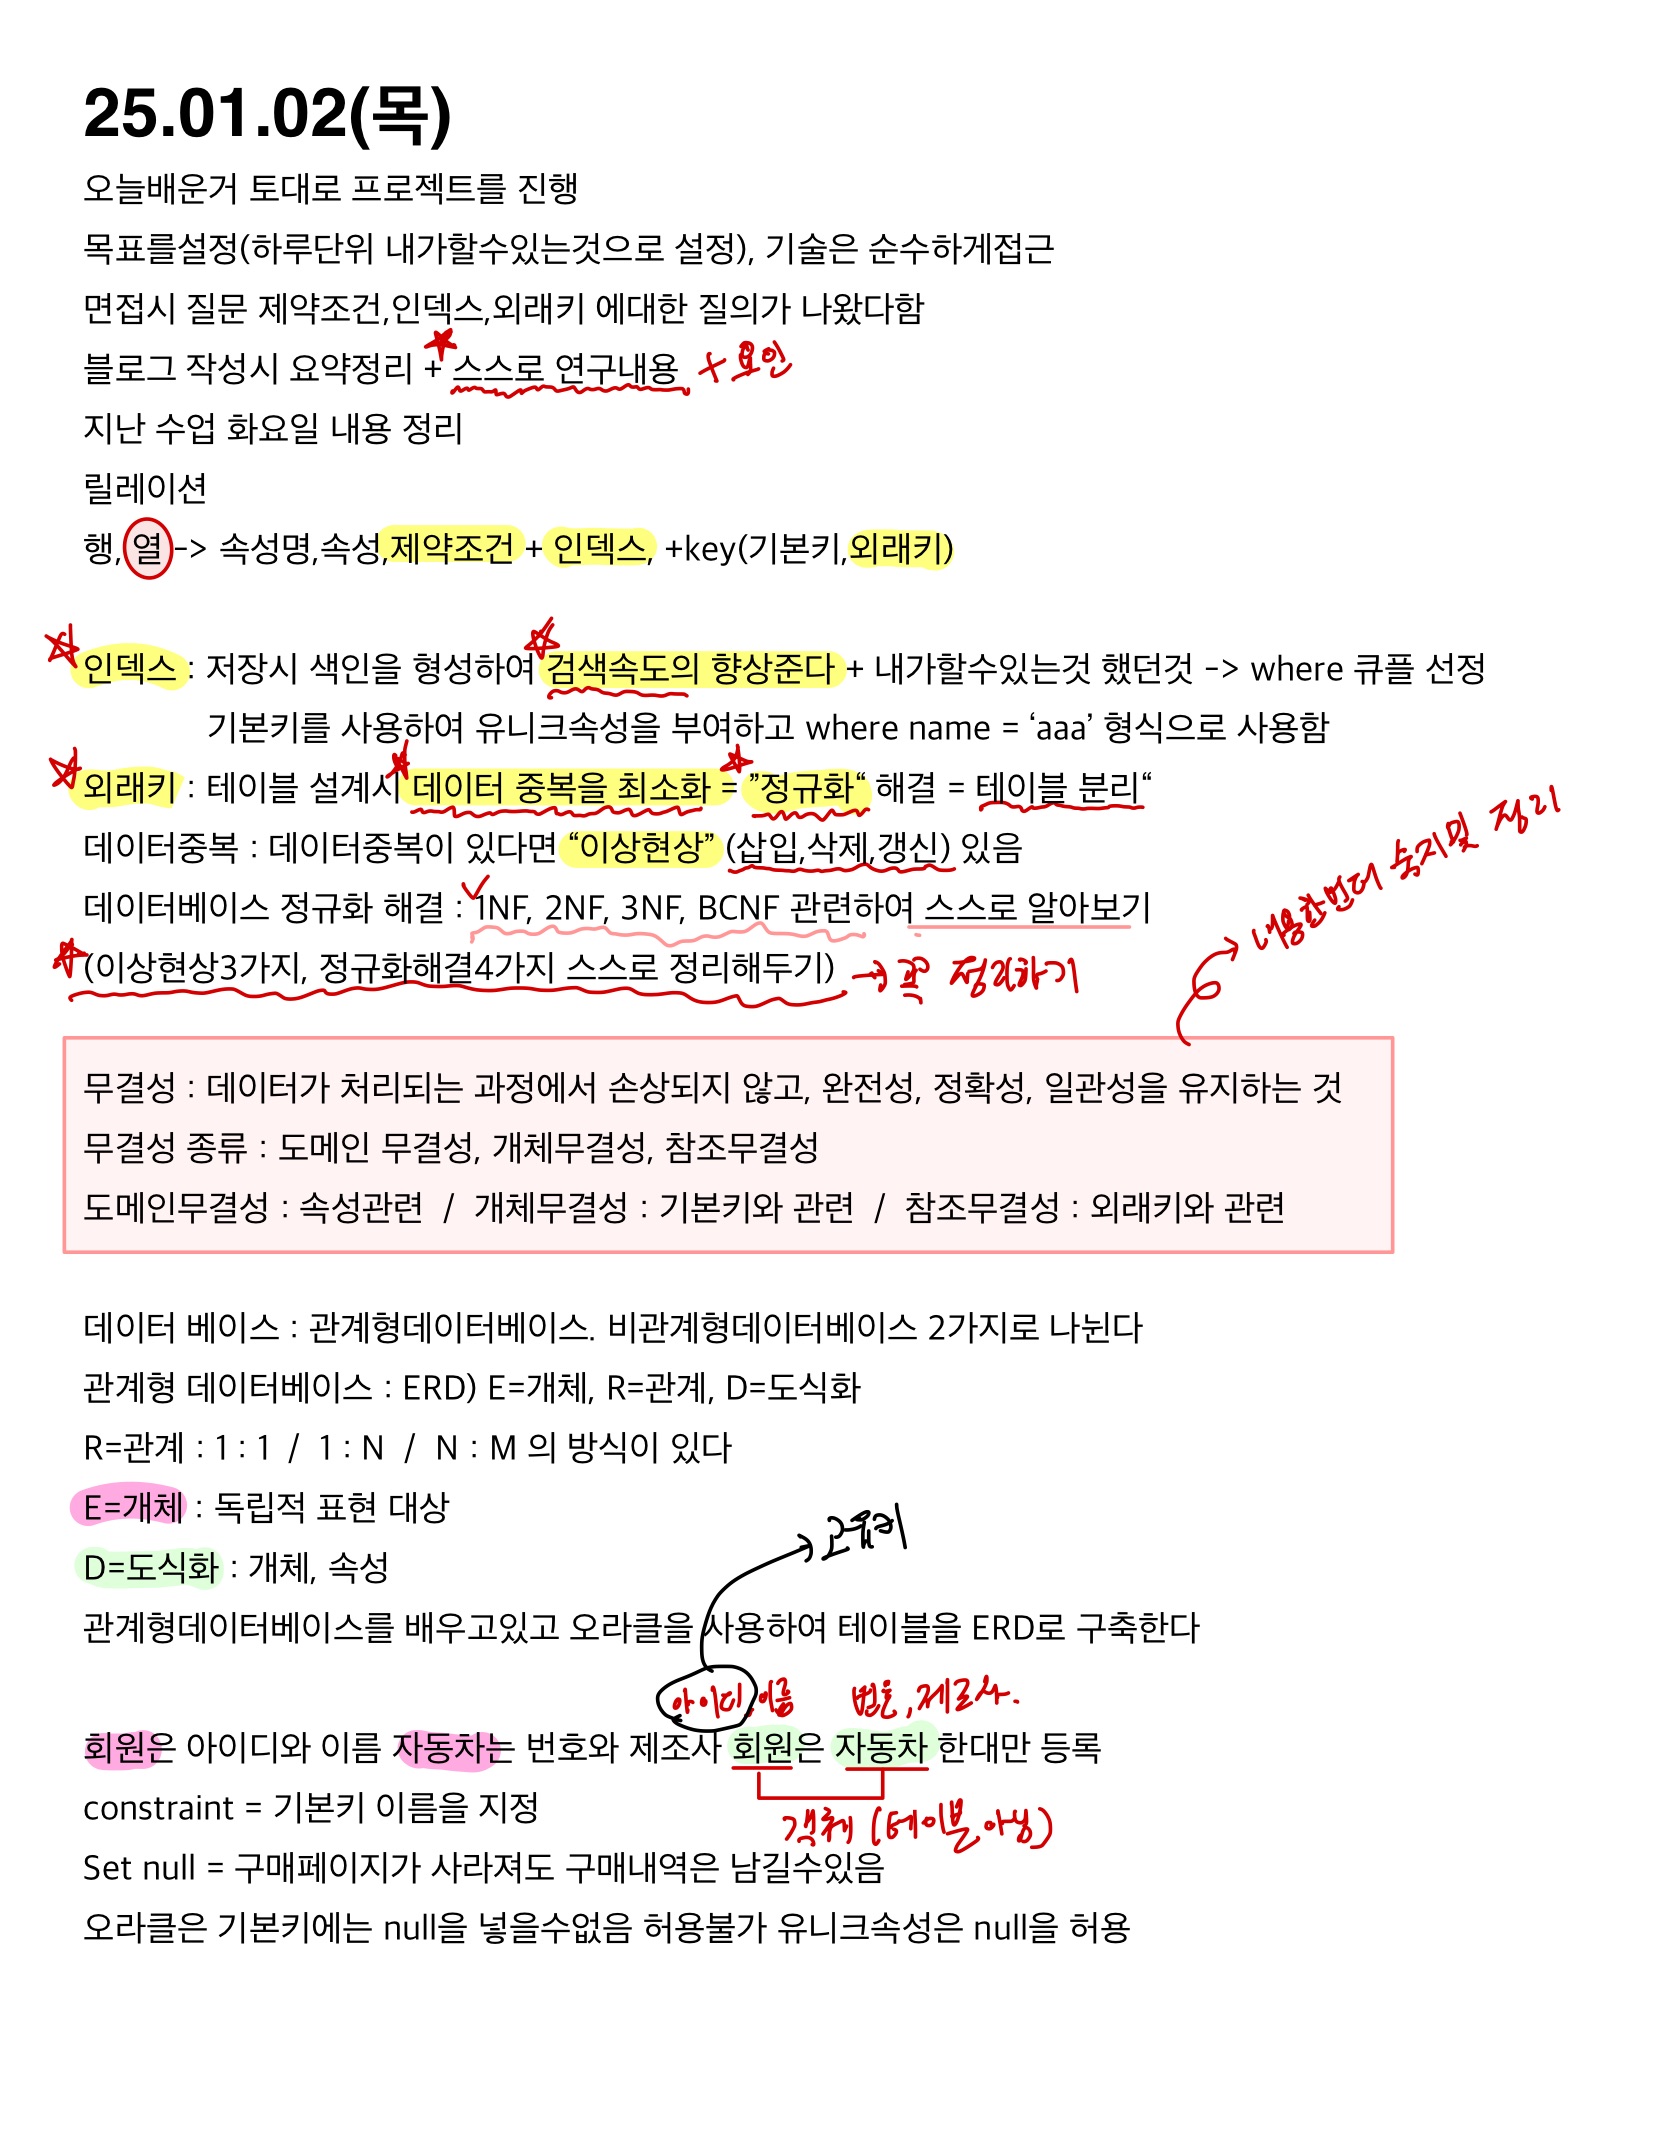 25.01.02(목)
오늘배운거 토대로 프로젝트를 진행
목표를설정(하루단위 내가할수있는것으로 설정), 기술은 순수하게접근
면접시 질문 제약조건,인덱스,외래키 에대한 질의가 나왔다함
블로그 작성시 요약정리 + 스스로 연구내용 + 요인
지난 수업 화요일 내용 정리
릴레이션
행, 열 -> 속성명,속성,제약조건 + 인덱스, +key(기본키,외래키)
인덱스 : 저장시 색인을 형성하여 검색속도의 향상준다 + 내가할수있는것 했던것 -> where 큐플 선정
기본키를 사용하여 유니크속성을 부여하고 where name = ‘aaa’ 형식으로 사용함
외래키 : 테이블 설계시 데이터 중복을 최소화 = ”정규화“ 해결 = 테이블 분리“
데이터중복 : 데이터중복이 있다면 “이상현상” (삽입,삭제,갱신) 있음
데이터베이스 정규화 해결 : 1NF, 2NF, 3NF, BCNF 관련하여 스스로 알아보기
(이상현상3가지, 정규화해결4가지 스스로 정리해두기) → 꼭 정리하기
→ 내용한번더 숙지및 정리
무결성 : 데이터가 처리되는 과정에서 손상되지 않고, 완전성, 정확성, 일관성을 유지하는 것
무결성 종류 : 도메인 무결성, 개체무결성, 참조무결성
도메인무결성 : 속성관련 / 개체무결성 : 기본키와 관련 / 참조무결성 : 외래키와 관련
데이터 베이스 : 관계형데이터베이스. 비관계형데이터베이스 2가지로 나뉜다
관계형 데이터베이스 : ERD) E=개체, R=관계, D=도식화
R=관계 : 1 : 1 / 1 : N / N : M 의 방식이 있다
E=개체 : 독립적 표현 대상
D=도식화 : 개체, 속성
→ 고유키
관계형데이터베이스를 배우고있고 오라클을 사용하여 테이블을 ERD로 구축한다
아이디, 이름 번호, 제조사.
회원은 아이디와 이름 자동차는 번호와 제조사 회원은 자동차 한대만 등록
constraint = 기본키 이름을 지정
객체 (테이블 아님)
Set null = 구매페이지가 사라져도 구매내역은 남길수있음
오라클은 기본키에는 null을 넣을수없음 허용불가 유니크속성은 null을 허용